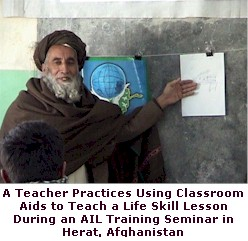 A Teacher Practices Using Classroom
Aids to Teach a Life Skill Lesson
During an AIL Training Seminar in
Herat, Afghanistan